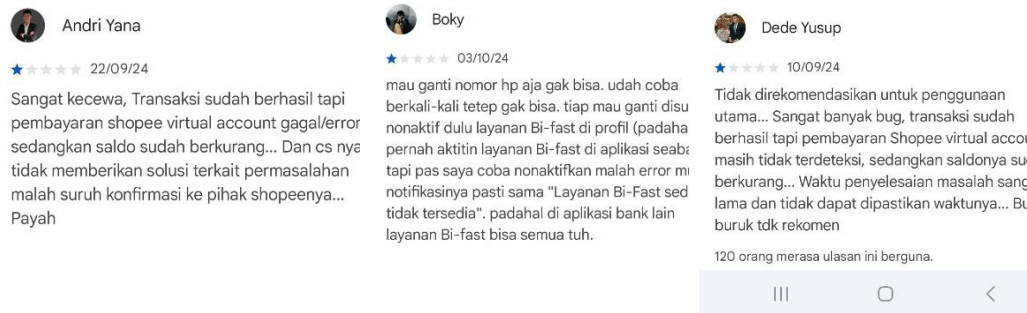 Andri Yana
22/09/24
Sangat kecewa, Transaksi sudah berhasil tapi
pembayaran shopee virtual account gagal/error
sedangkan saldo sudah berkurang... Dan cs nya
tidak memberikan solusi terkait permasalahan
malah suruh konfirmasi ke pihak shopeenya...
Payah
Boky
03/10/24
mau ganti nomor hp aja gak bisa. udah coba
berkali-kali tetep gak bisa. tiap mau ganti disu
nonaktif dulu layanan Bi-fast di profil (padaha
pernah aktitin layanan Bi-fast di aplikasi seaba
tapi pas saya coba nonaktifkan malah error mu
notifikasinya pasti sama "Layanan Bi-Fast sed
tidak tersedia". padahal di aplikasi bank lain
layanan Bi-fast bisa semua tuh.
Dede Yusup
10/09/24
Tidak direkomendasikan untuk penggunaan
utama... Sangat banyak bug, transaksi sudah
berhasil tapi pembayaran Shopee virtual accou
masih tidak terdeteksi, sedangkan saldonya su
berkurang... Waktu penyelesaian masalah sang
lama dan tidak dapat dipastikan waktunya... Bu
buruk tdk rekomen
120 orang merasa ulasan ini berguna.